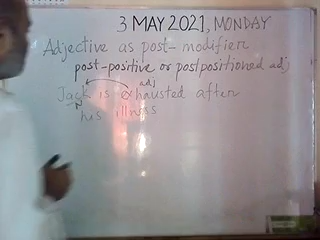 3 MAY 2021, MONDAY
Adjective as post-modifier
post-positive or postpositioned adj
adj
Jack is exhausted after
his illness